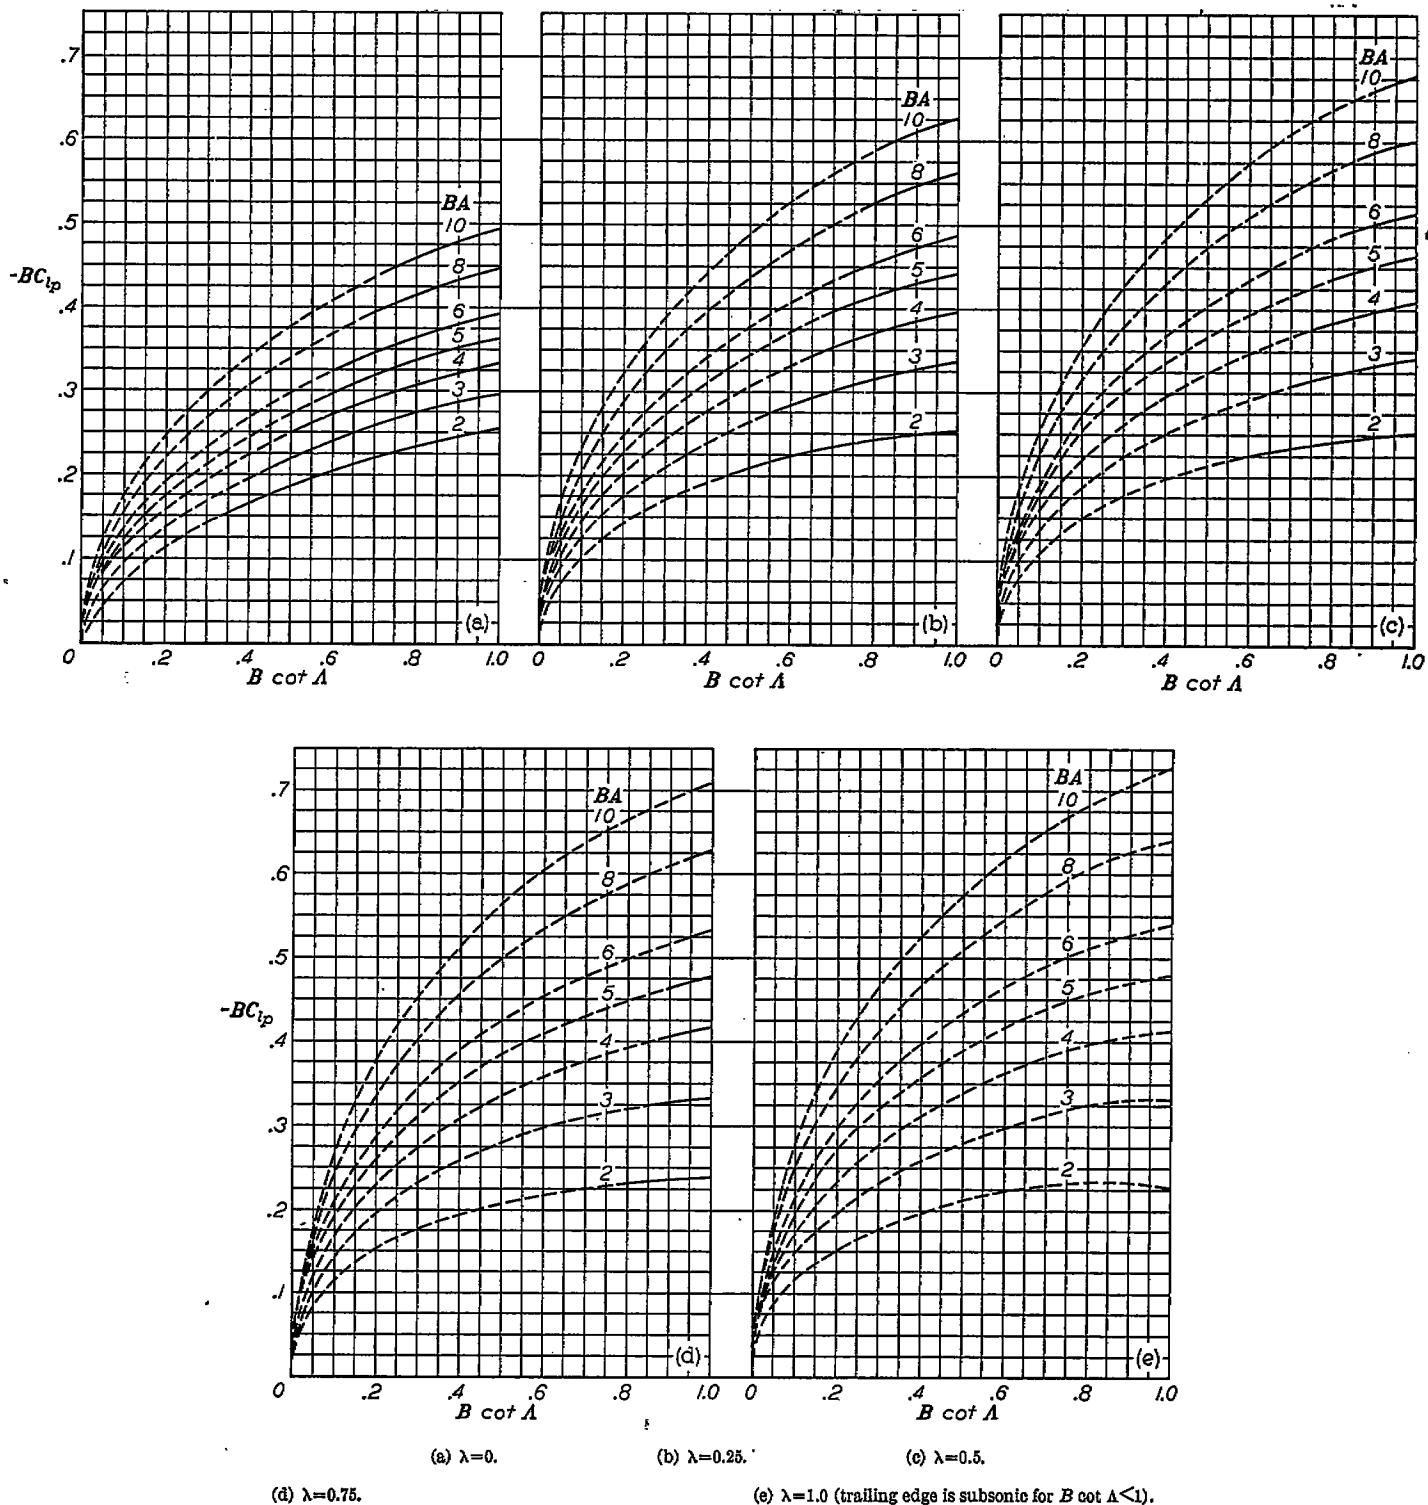 .7
.6
.5
.4
.3
.2
.1
-BClp
BA
10
8
6
5
4
3
2
(a)
0 .2 .4 .6 .8 1.0
B cot Λ
BA
10
8
6
5
4
3
2
(b)
0 .2 .4 .6 .8 1.0
B cot Λ
BA
10
8
6
5
4
3
2
(c)
0 .2 .4 .6 .8 1.0
B cot Λ
.7
.6
.5
.4
.3
.2
.1
-BClp
BA
10
8
6
5
4
3
2
(d)
0 .2 .4 .6 .8 1.0
B cot Λ
BA
10
8
6
5
4
3
2
(e)
0 .2 .4 .6 .8 1.0
B cot Λ
(a) λ=0. (b) λ=0.25. (c) λ=0.5.
(d) λ=0.75. (e) λ=1.0 (trailing edge is subsonic for B cot Λ<1).